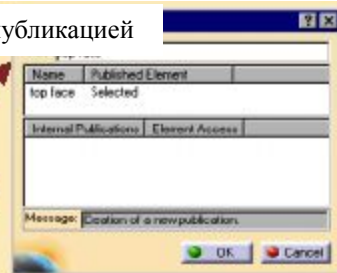 убликацией
Name Published Element
top face Selected
Internal Publications Element Access
Message: Creation of a new publication.
OK Cancel